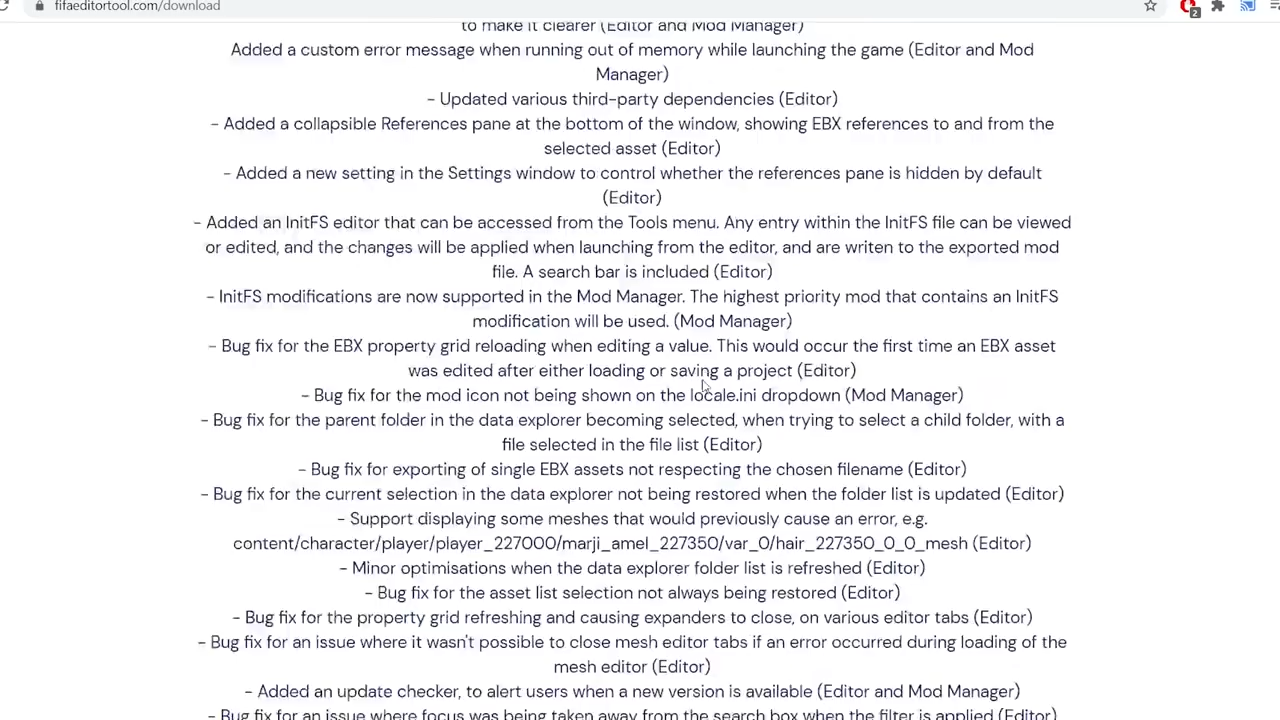 fifaeditortool.com/download
2
to make it clearer (Editor and Mod Manager)
Added a custom error message when running out of memory while launching the game (Editor and Mod
Manager)
- Updated various third-party dependencies (Editor)
- Added a collapsible References pane at the bottom of the window, showing EBX references to and from the
selected asset (Editor)
- Added a new setting in the Settings window to control whether the references pane is hidden by default
(Editor)
- Added an InitFS editor that can be accessed from the Tools menu. Any entry within the InitFS file can be viewed
or edited, and the changes will be applied when launching from the editor, and are writen to the exported mod
file. A search bar is included (Editor)
- InitFS modifications are now supported in the Mod Manager. The highest priority mod that contains an InitFS
modification will be used. (Mod Manager)
- Bug fix for the EBX property grid reloading when editing a value. This would occur the first time an EBX asset
was edited after either loading or saving a project (Editor)
- Bug fix for the mod icon not being shown on the locale.ini dropdown (Mod Manager)
- Bug fix for the parent folder in the data explorer becoming selected, when trying to select a child folder, with a
file selected in the file list (Editor)
- Bug fix for exporting of single EBX assets not respecting the chosen filename (Editor)
- Bug fix for the current selection in the data explorer not being restored when the folder list is updated (Editor)
- Support displaying some meshes that would previously cause an error, e.g.
content/character/player/player_227000/marji_amel_227350/var_0/hair_227350_0_0_mesh (Editor)
- Minor optimisations when the data explorer folder list is refreshed (Editor)
- Bug fix for the asset list selection not always being restored (Editor)
- Bug fix for the property grid refreshing and causing expanders to close, on various editor tabs (Editor)
- Bug fix for an issue where it wasn't possible to close mesh editor tabs if an error occurred during loading of the
mesh editor (Editor)
- Added an update checker, to alert users when a new version is available (Editor and Mod Manager)
- Bug fix for an issue where focus was being taken away from the search box when the filter is applied (Editor)